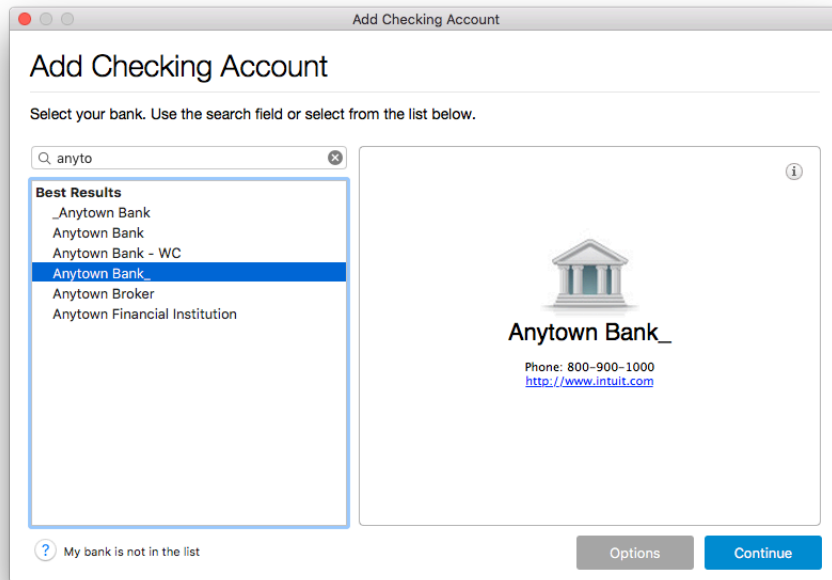 Add Checking Account
Add Checking Account
Select your bank. Use the search field or select from the list below.
anyto
Best Results
_Anytown Bank
Anytown Bank
Anytown Bank - WC
Anytown Bank_
Anytown Broker
Anytown Financial Institution
i
Anytown Bank_
Phone: 800-900-1000
http://www.intuit.com
? My bank is not in the list
Options
Continue